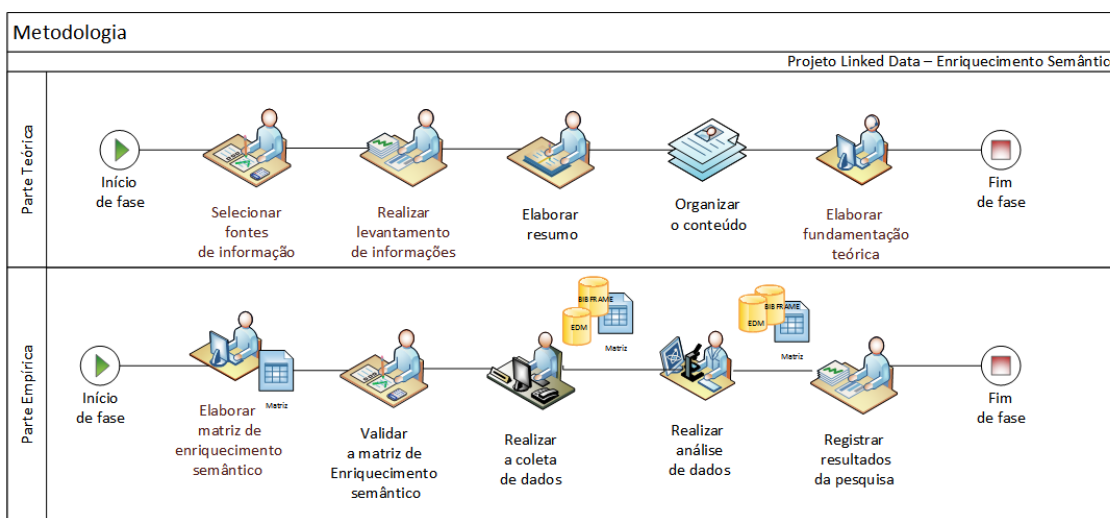 Metodologia
Projeto Linked Data – Enriquecimento Semântico
Parte Teórica
Início
de fase
Selecionar
fontes
de informação
Realizar
levantamento
de informações
Elaborar
resumo
Organizar
o conteúdo
Elaborar
fundamentação
teórica
Fim
de fase
Parte Empírica
Início
de fase
Matriz
Elaborar
matriz de
enriquecimento
semântico
Validar
a matriz de
Enriquecimento
semântico
BIBFRAME
EDM
Matriz
Realizar
a coleta
de dados
BIBFRAME
EDM
Matriz
Realizar
análise
de dados
Registrar
resultados
da pesquisa
Fim
de fase